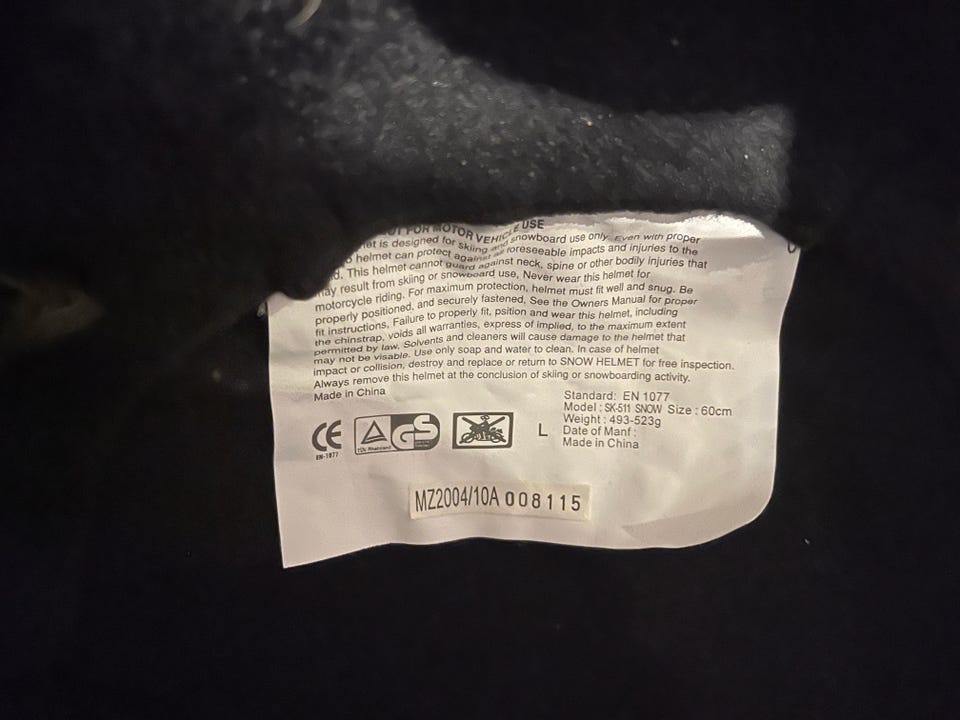 FOR MOTOR VEHICLE USE
is designed for skiing and snowboard use only. Even with proper
helmet can protect against as foreseeable impacts and injuries to the
This helmet cannot guard against neck, spine or other bodily injuries that
may result from skiing or snowboard use, Never wear this helmet for
motorcycle riding. For maximum protection, helmet must fit well and snug. Be
properly positioned, and securely fastened, See the Owners Manual for proper
fit instructions, Failure to properly fit, psition and wear this helmet, including
the chinstrap, voids all warranties, express of implied, to the maximum extent
permitted by law, Solvents and cleaners will cause damage to the helmet that
may not be visable. Use only soap and water to clean. In case of helmet
impact or collision, destroy and replace or return to SNOW HELMET for free inspection.
Always remove this helmet at the conclusion of skiing or snowboarding activity.
Made in China
Standard: EN 1077
Model : SK-511 SNOW Size : 60cm
Weight : 493-523g
Date of Manf :
Made in China
CE
EN-1077
TÜV Rheinland
GS
L
MZ2004/10A 008115